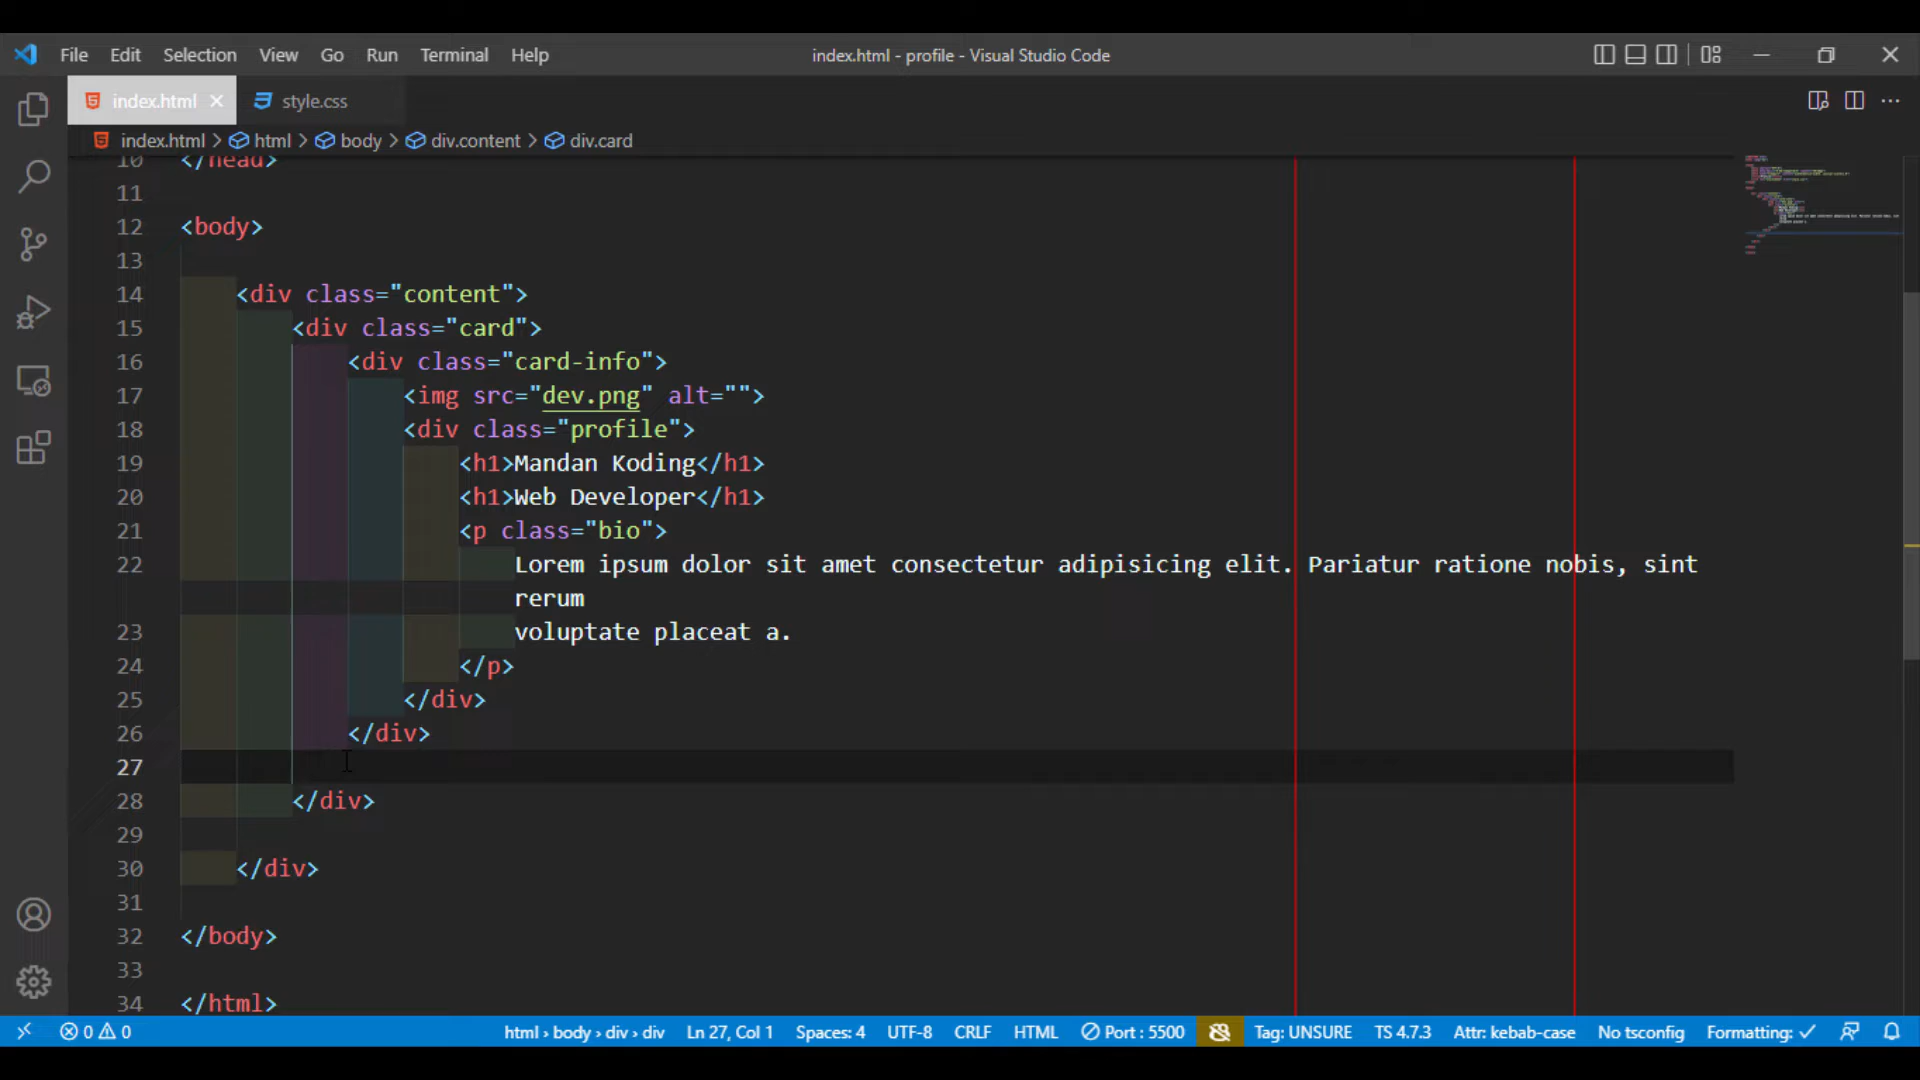 File Edit Selection View Go Run Terminal Help index.html - profile - Visual Studio Code
index.html style.css
index.html > html > body > div.content > div.card
10 </head>
11
12 <body>
13
14 <div class="content">
15 <div class="card">
16 <div class="card-info">
17 <img src="dev.png" alt="">
18 <div class="profile">
19 <h1>Mandan Koding</h1>
20 <h1>Web Developer</h1>
21 <p class="bio">
22 Lorem ipsum dolor sit amet consectetur adipisicing elit. Pariatur ratione nobis, sint
rerum
23 voluptate placeat a.
24 </p>
25 </div>
26 </div>
27
28 </div>
29
30 </div>
31
32 </body>
33
34 </html>
0 0 html › body › div › div Ln 27, Col 1 Spaces: 4 UTF-8 CRLF HTML Port : 5500 Tag: UNSURE TS 4.7.3 Attr: kebab-case No tsconfig Formatting: ✓